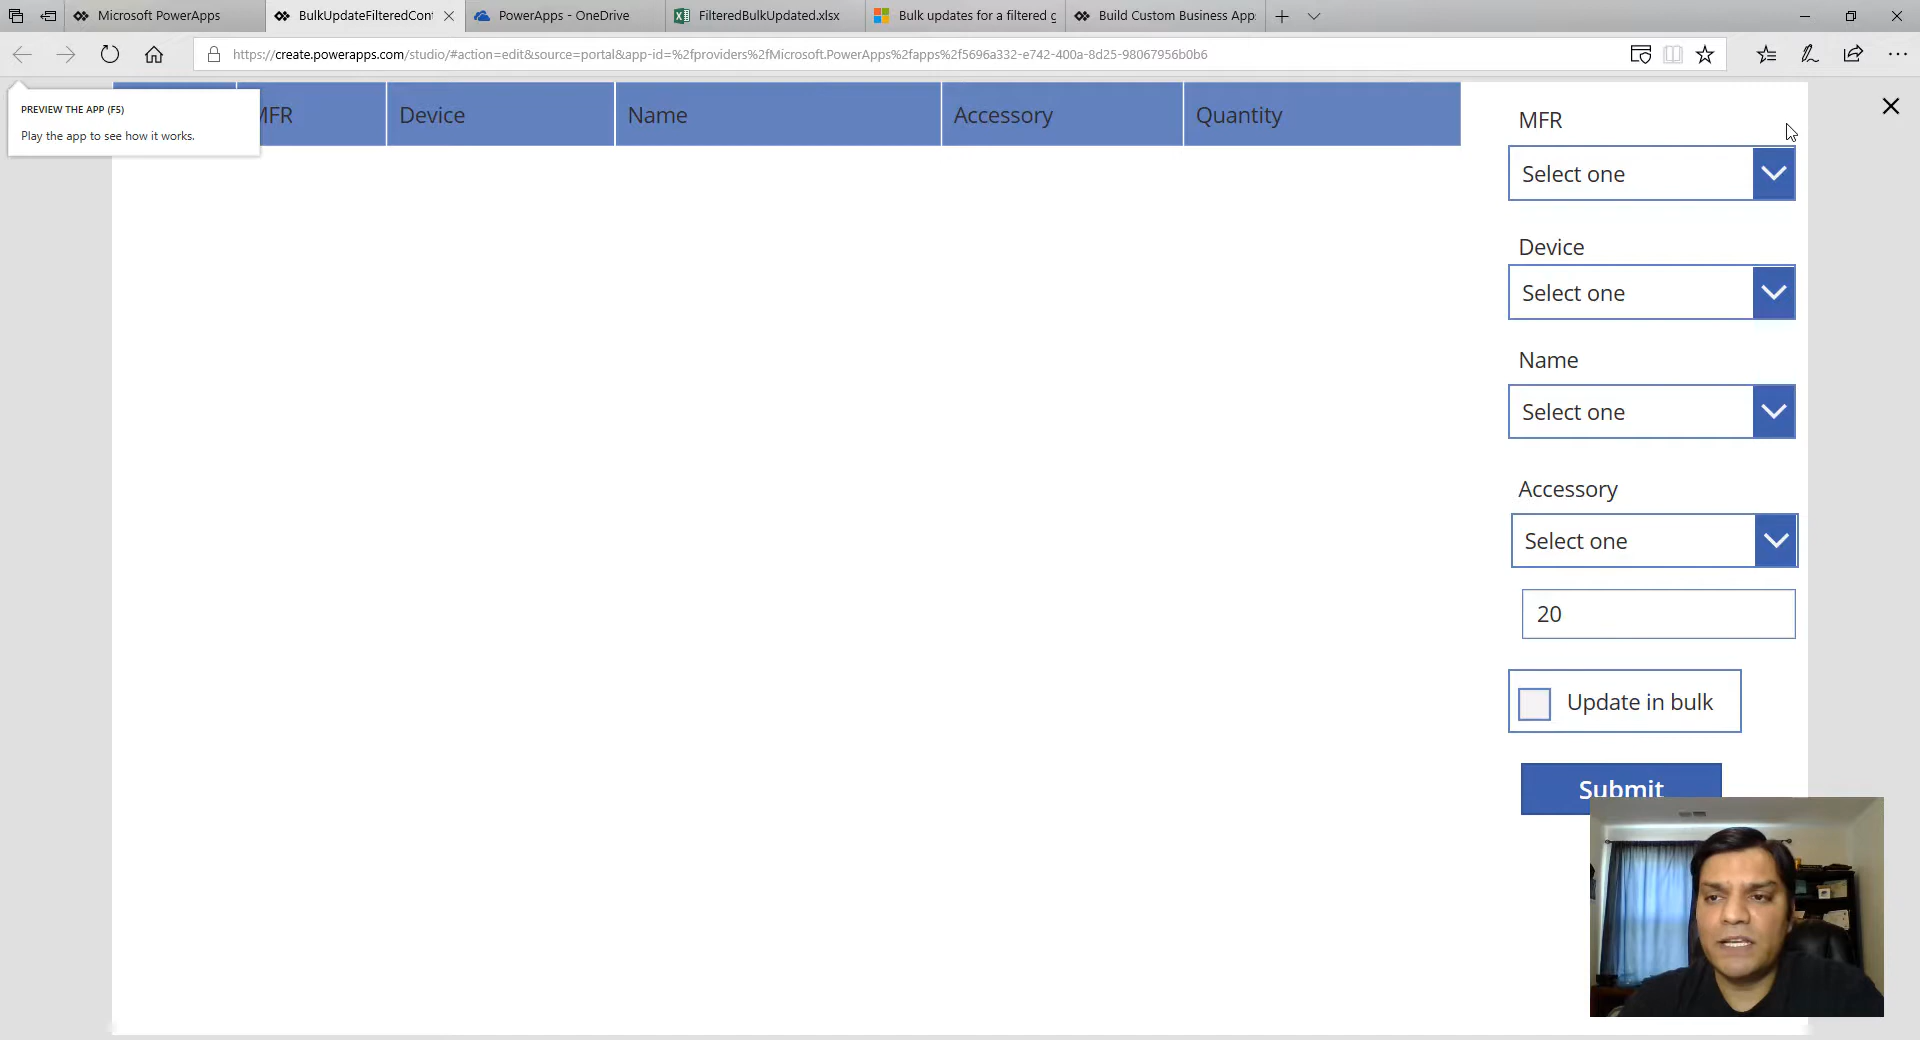 Microsoft PowerApps
BulkUpdateFilteredCont
PowerApps - OneDrive
FilteredBulkUpdated.xlsx
Bulk updates for a filtered g
Build Custom Business App
https://create.powerapps.com/studio/#action=edit&source=portal&app-id=%2fproviders%2fMicrosoft.PowerApps%2fapps%2f5696a332-e742-400a-8d25-98067956b0b6
PREVIEW THE APP (F5)
Play the app to see how it works.
MFR
Device
Name
Accessory
Quantity
MFR
Select one
Device
Select one
Name
Select one
Accessory
Select one
20
Update in bulk
Submit